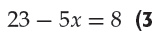 23 − 5x = 8 (3